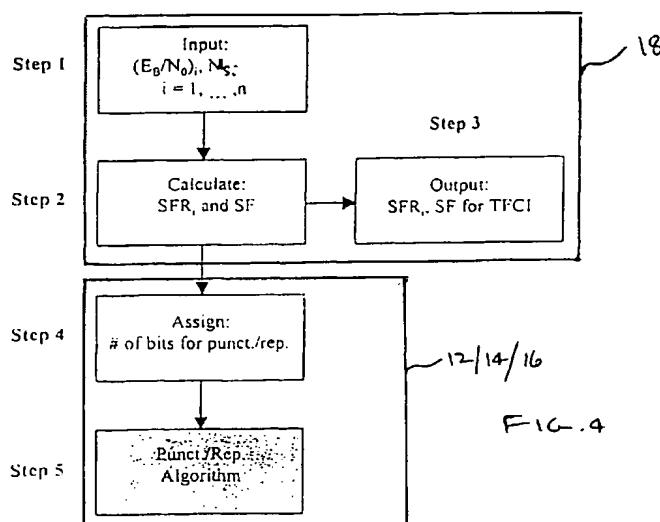 Step 1
Input:
(E_B/N_0)_i, N_S,
i = 1, ... ,n
18
Step 3
Step 2
Calculate:
SFR_i and SF
Output:
SFR_i, SF for TFCI
Step 4
Assign:
# of bits for punct./rep.
12/14/16
FIG. 4
Step 5
Punct./Rep.
Algorithm